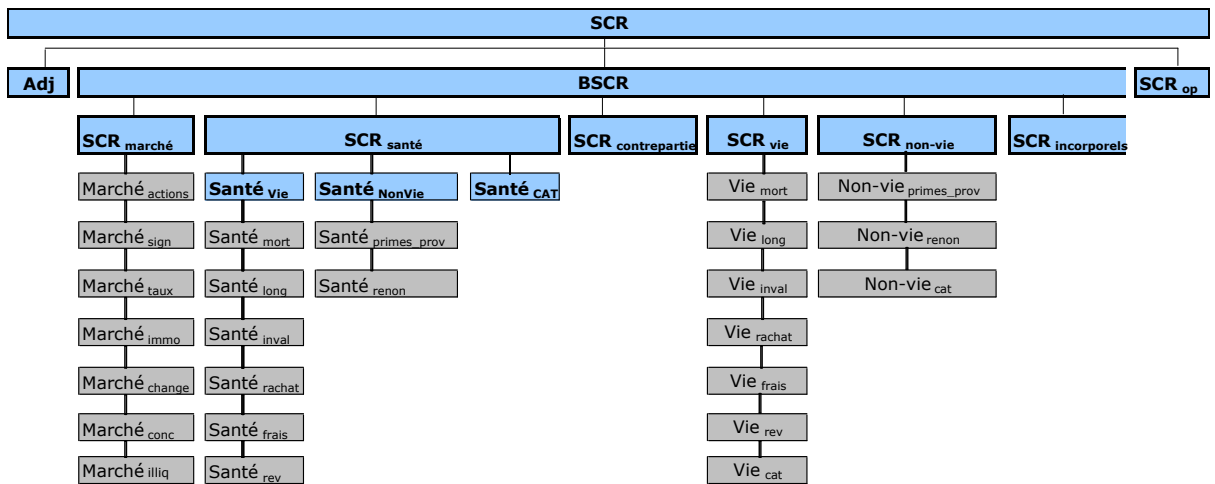 SCR
Adj BSCR SCR op
SCR marché SCR santé SCR contrepartie SCR vie SCR non-vie SCR incorporels
Marché actions Santé Vie Santé NonVie Santé CAT Vie mort Non-vie primes_prov
Marché sign Santé mort Santé primes_prov Vie long Non-vie renon
Marché taux Santé long Santé renon Vie inval Non-vie cat
Marché immo Santé inval Vie rachat
Marché change Santé rachat Vie frais
Marché conc Santé frais Vie rev
Marché illiq Santé rev Vie cat